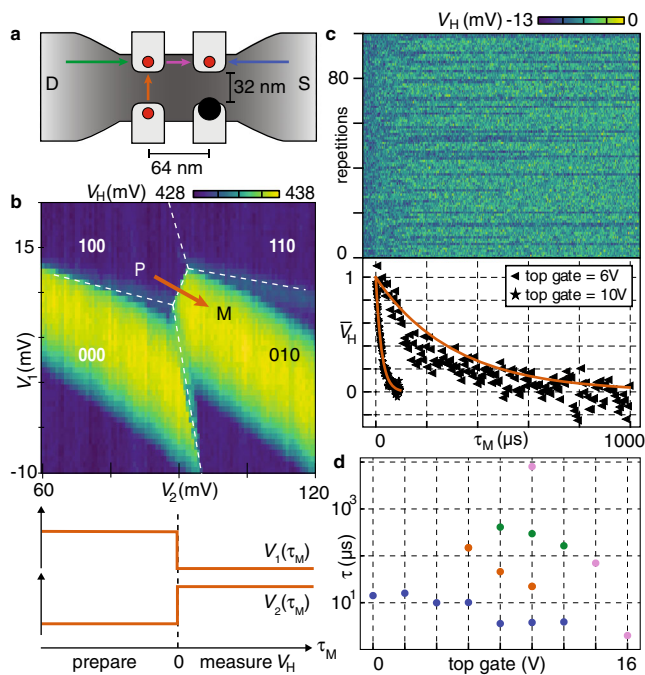 a
D
S
32 nm
64 nm
b
V_H(mV) 428 438
15
100
110
P
M
V_1(mV)
000
010
-10
60 V_2(mV) 120
V_1(τ_M)
V_2(τ_M)
prepare 0 measure V_H τ_M
c
V_H (mV) -13 0
80
repetitions
0
1
top gate = 6V
top gate = 10V
V̅_H
0
0 τ_M(µs) 1000
d
10^3
τ (µs)
10^1
0 top gate (V) 16